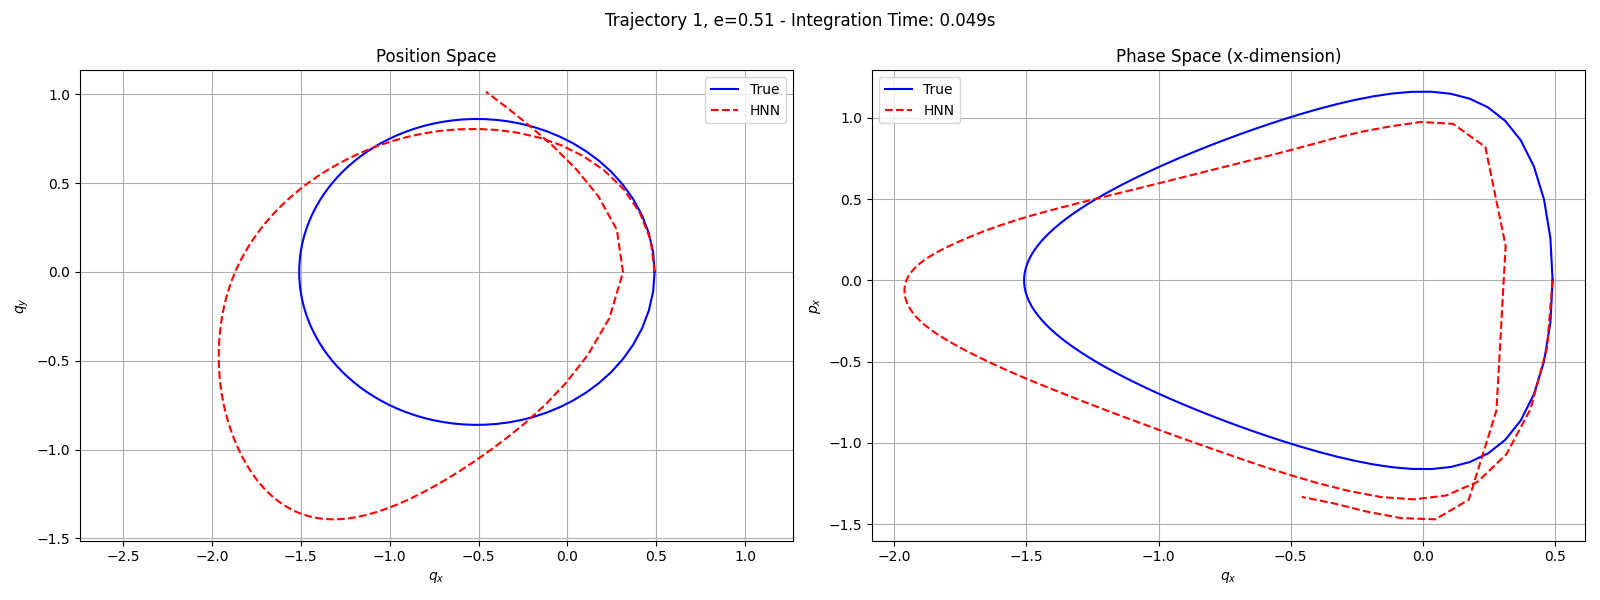 Trajectory 1, e=0.51 - Integration Time: 0.049s
Position Space
True
HNN
1.0
0.5
0.0
−0.5
−1.0
−1.5
q_y
−2.5 −2.0 −1.5 −1.0 −0.5 0.0 0.5 1.0
q_x
Phase Space (x-dimension)
True
HNN
1.0
0.5
0.0
−0.5
−1.0
−1.5
p_x
−2.0 −1.5 −1.0 −0.5 0.0 0.5
q_x